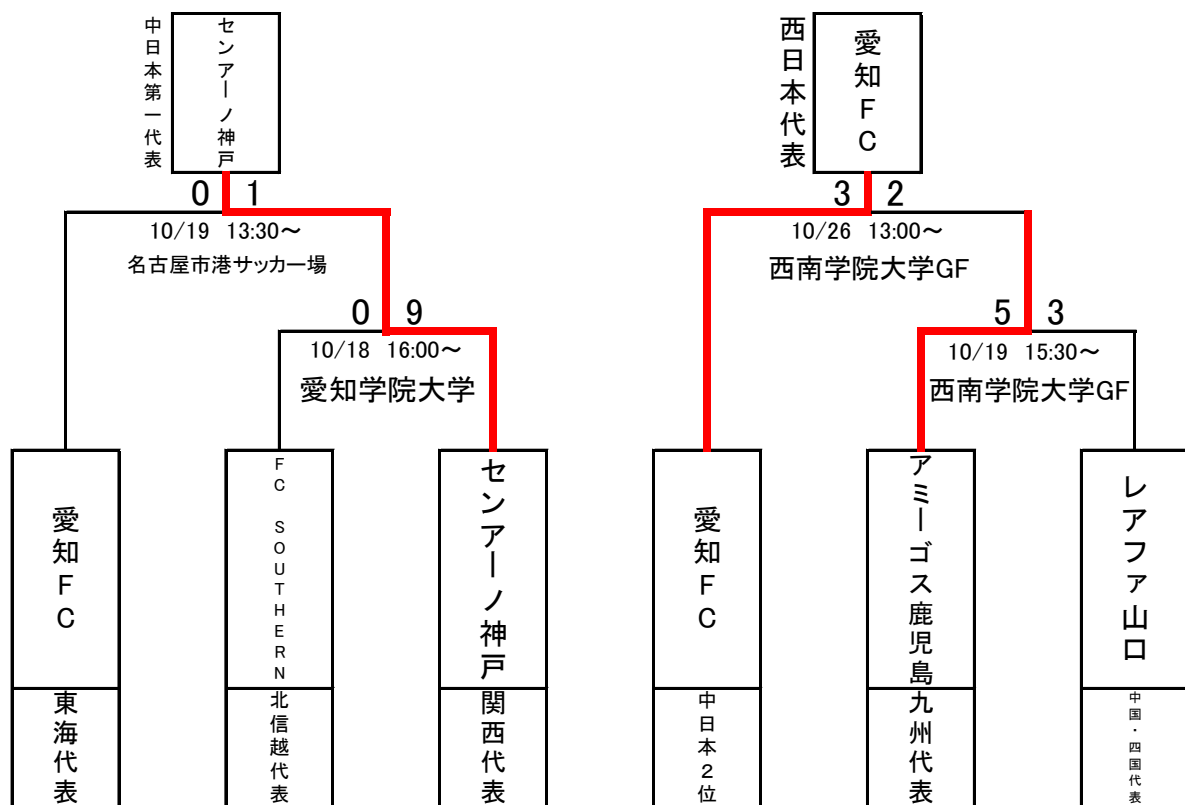 中日本第一代表
センアーノ神戸
0 1
10/19 13:30～
名古屋市港サッカー場
0 9
10/18 16:00～
愛知学院大学
愛知FC
東海代表
FC SOUTHERN
北信越代表
センアーノ神戸
関西代表
西日本代表
愛知FC
3 2
10/26 13:00～
西南学院大学GF
5 3
10/19 15:30～
西南学院大学GF
愛知FC
中日本2位
アミーゴス鹿児島
九州代表
レアファ山口
中国・四国代表